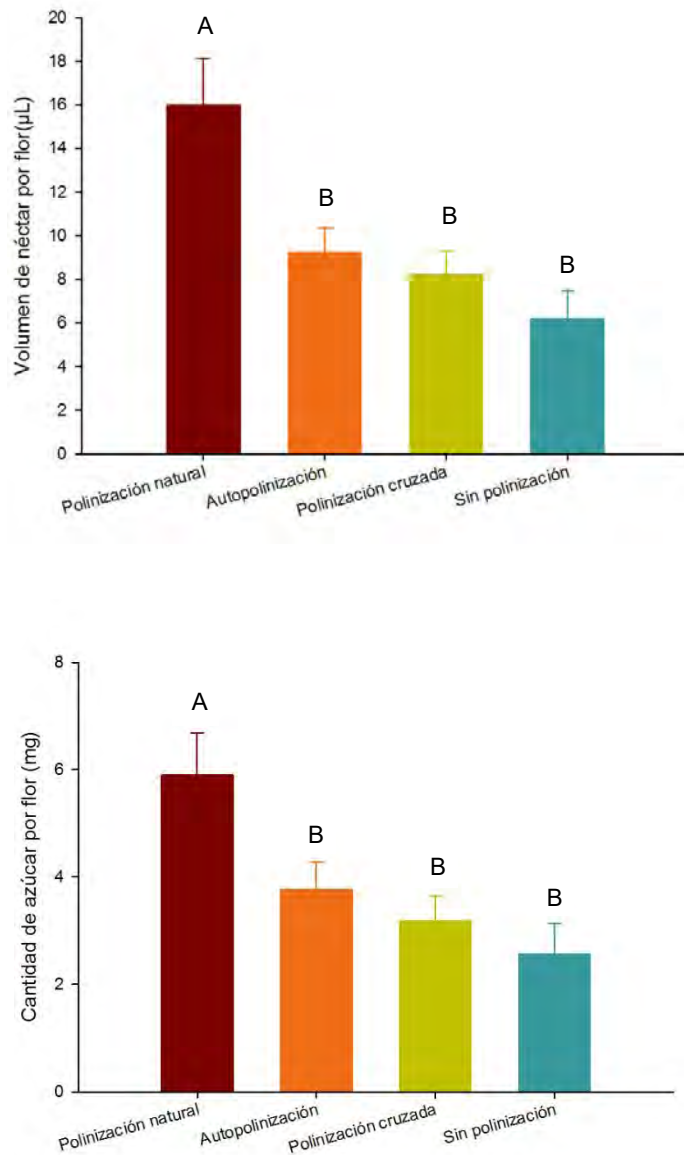 Volumen de néctar por flor(µL)
20
18
16
14
12
10
8
6
4
2
0
A
B
B
B
Polinización natural
Autopolinización
Polinización cruzada
Sin polinización
Cantidad de azúcar por flor (mg)
8
6
4
2
0
A
B
B
B
Polinización natural
Autopolinización
Polinización cruzada
Sin polinización